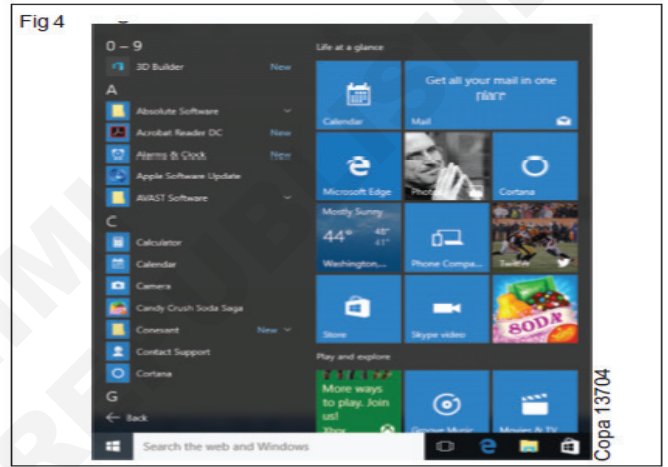 Fig 4
0 – 9
3D Builder New
A
Absolute Software
Acrobat Reader DC New
Alarms & Clock New
Apple Software Update
AVAST Software
C
Calculator
Calendar
Camera
Candy Crush Soda Saga
Conexant New
Contact Support
Cortana
G
Back
Search the web and Windows
Life at a glance
Calendar
Get all your mail in one
place
Mail
Microsoft Edge
Photos
Cortana
Mostly Sunny
44° 48°
41°
Washington,...
Phone Compa...
Twitter
Store
Skype video
SODA
Play and explore
More ways
to play. Join
us!
Xbox
Groove Music
Movies & TV
Copa 13704